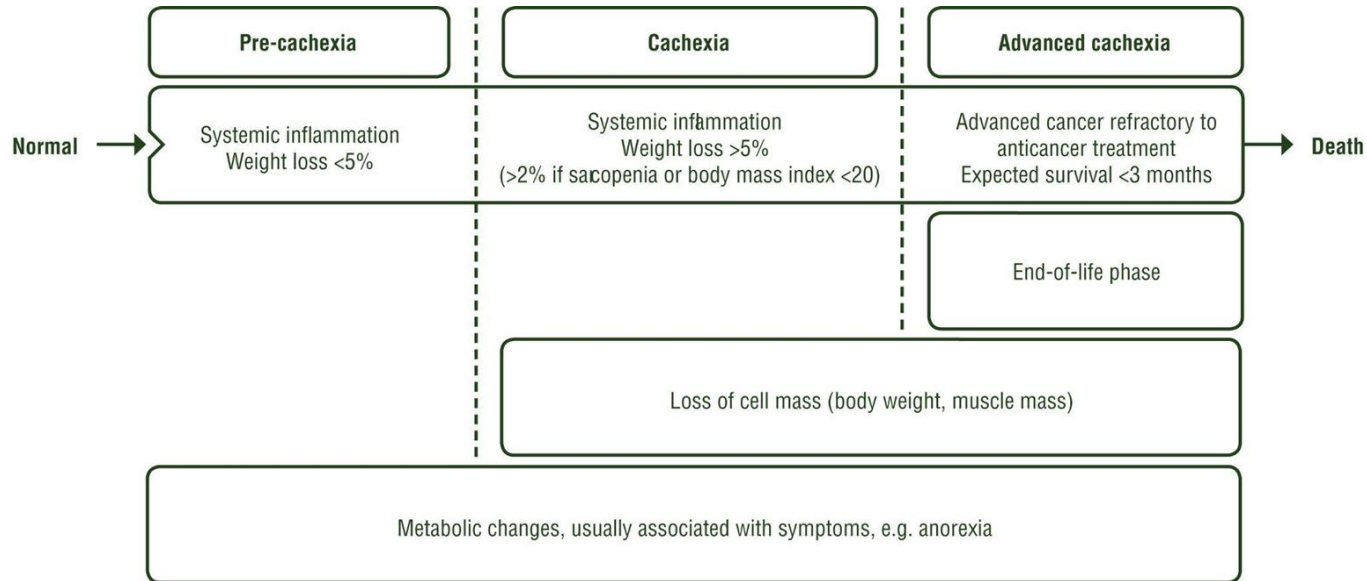 Pre-cachexia
Cachexia
Advanced cachexia
Normal
Systemic inflammation
Weight loss <5%
Systemic inflammation
Weight loss >5%
(>2% if sarcopenia or body mass index <20)
Advanced cancer refractory to
anticancer treatment
Expected survival <3 months
Death
End-of-life phase
Loss of cell mass (body weight, muscle mass)
Metabolic changes, usually associated with symptoms, e.g. anorexia